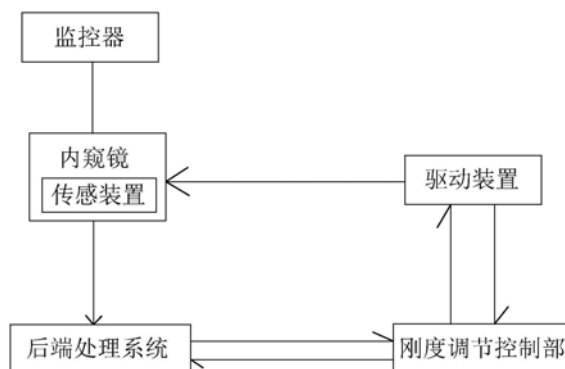 监控器
内窥镜
传感装置
驱动装置
后端处理系统
刚度调节控制部